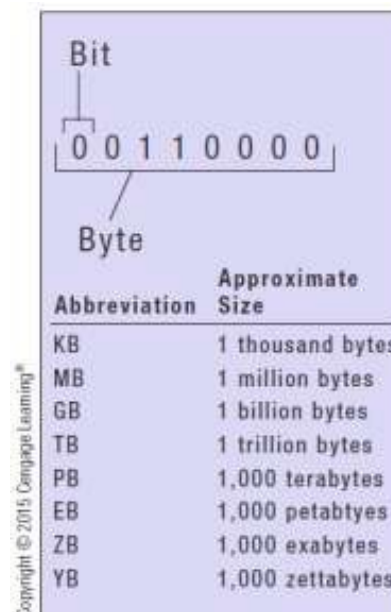 Bit
0 0 1 1 0 0 0 0
Byte
Abbreviation Approximate Size
KB 1 thousand bytes
MB 1 million bytes
GB 1 billion bytes
TB 1 trillion bytes
PB 1,000 terabytes
EB 1,000 petabtyes
ZB 1,000 exabytes
YB 1,000 zettabytes
Copyright © 2015 Cengage Learning®